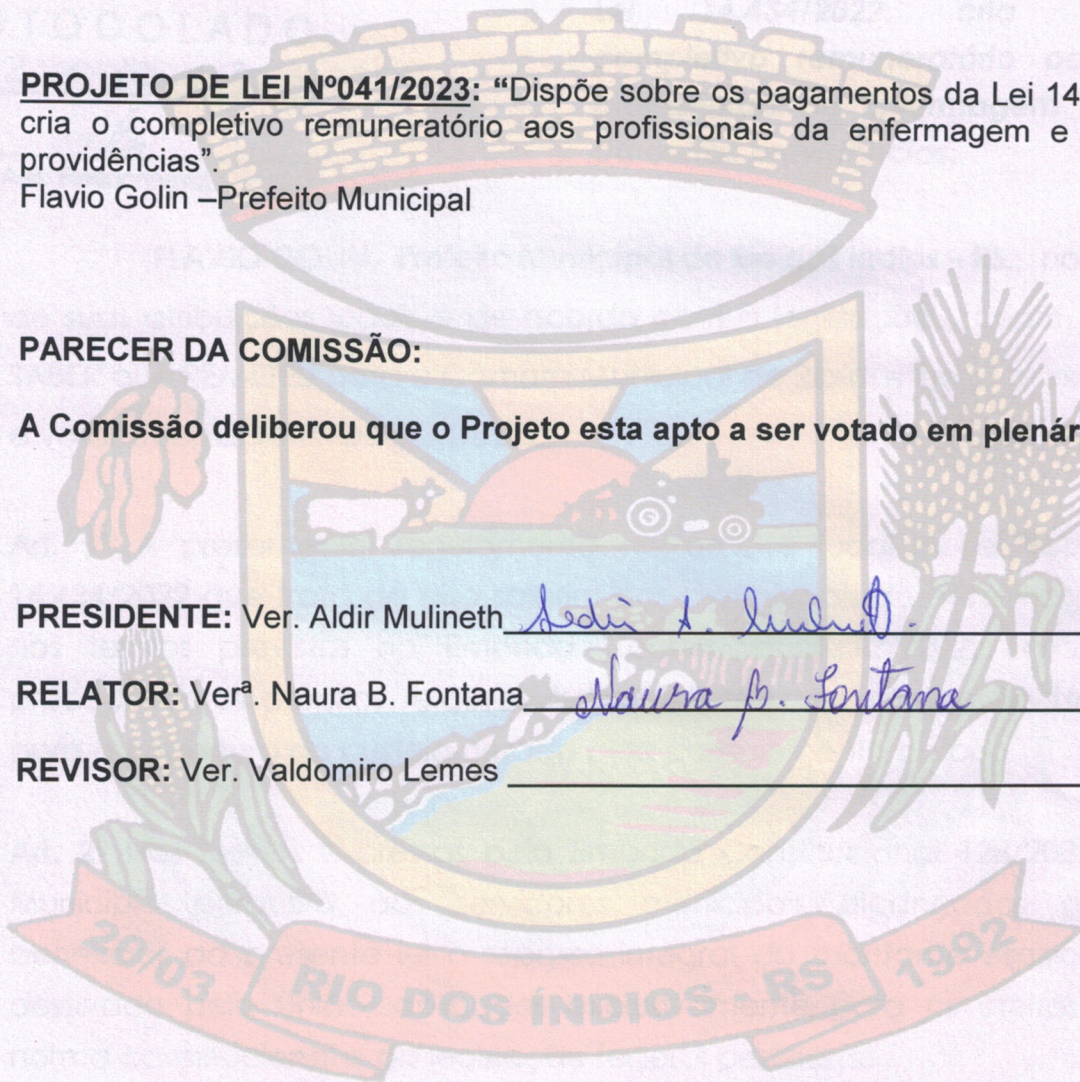 PROJETO DE LEI Nº041/2023: “Dispõe sobre os pagamentos da Lei 14
cria o completivo remuneratório aos profissionais da enfermagem e
providências”.
Flavio Golin –Prefeito Municipal
PARECER DA COMISSÃO:
A Comissão deliberou que o Projeto esta apto a ser votado em plenár
PRESIDENTE: Ver. Aldir Mulineth
RELATOR: Verª. Naura B. Fontana Naura B. Fontana
REVISOR: Ver. Valdomiro Lemes
20/03 RIO DOS ÍNDIOS - RS 1992